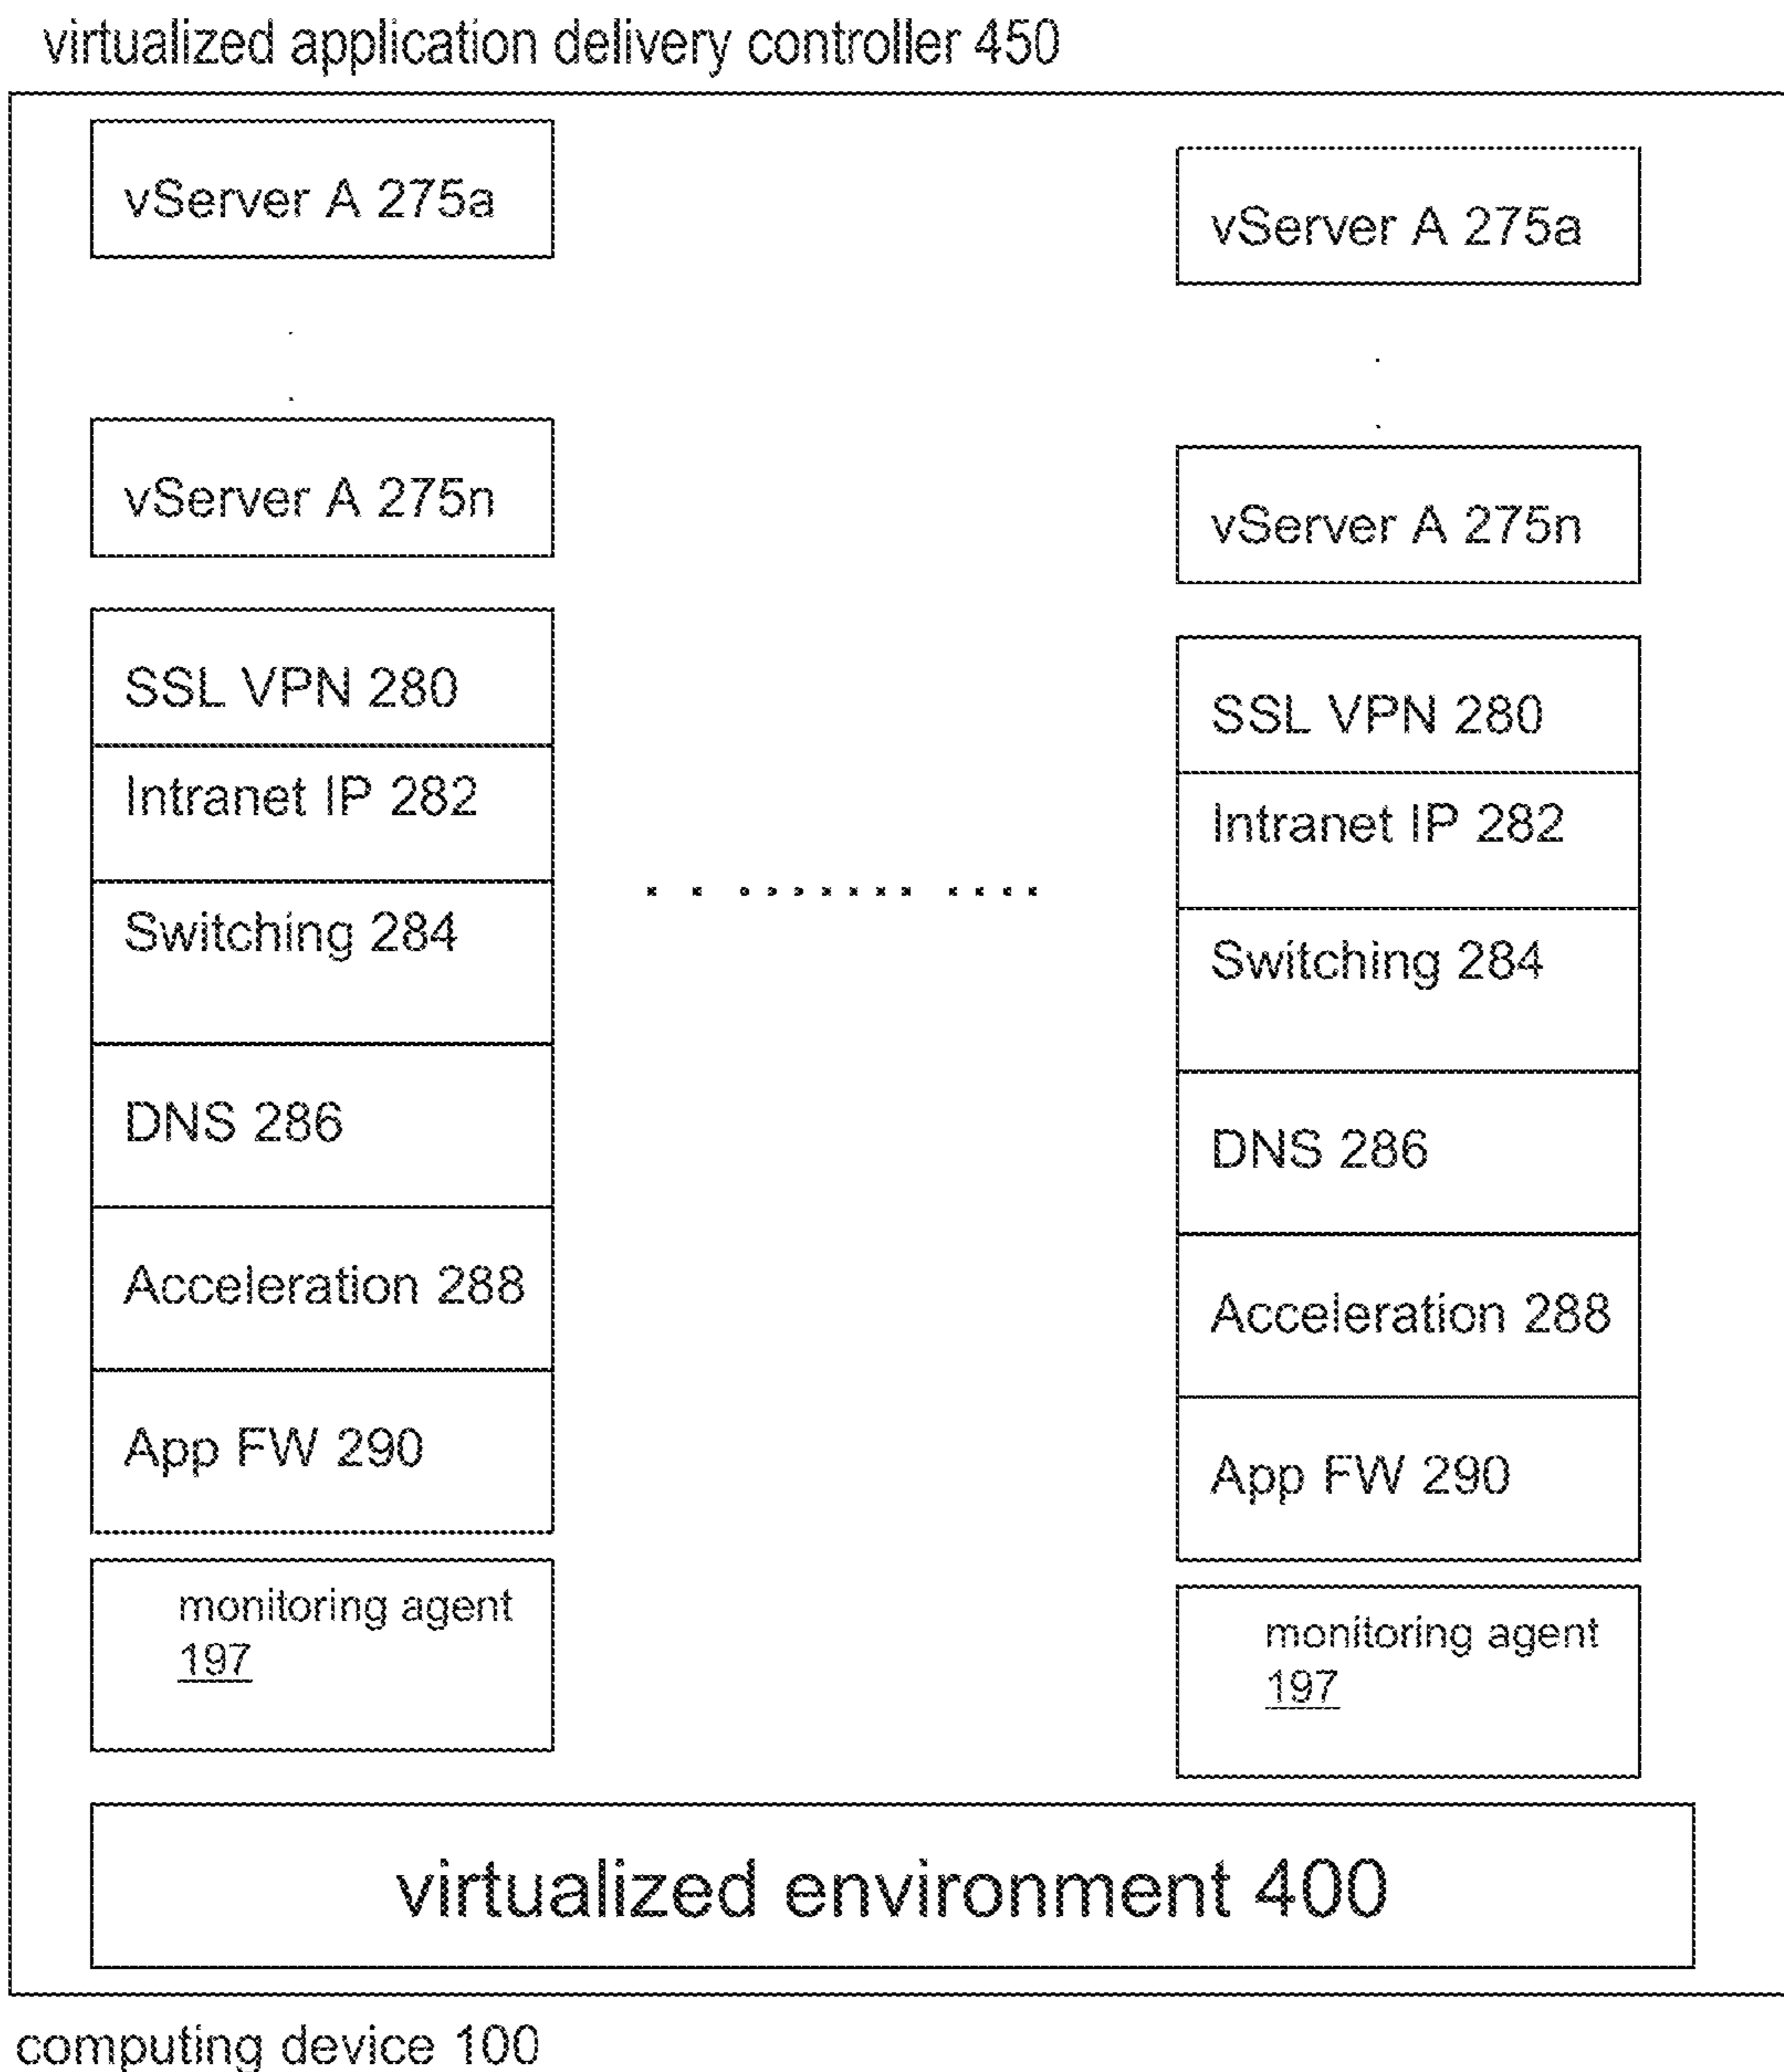 virtualized application delivery controller 450
vServer A 275a
vServer A 275n
SSL VPN 280
Intranet IP 282
Switching 284
DNS 286
Acceleration 288
App FW 290
monitoring agent
197
vServer A 275a
vServer A 275n
SSL VPN 280
Intranet IP 282
Switching 284
DNS 286
Acceleration 288
App FW 290
monitoring agent
197
virtualized environment 400
computing device 100